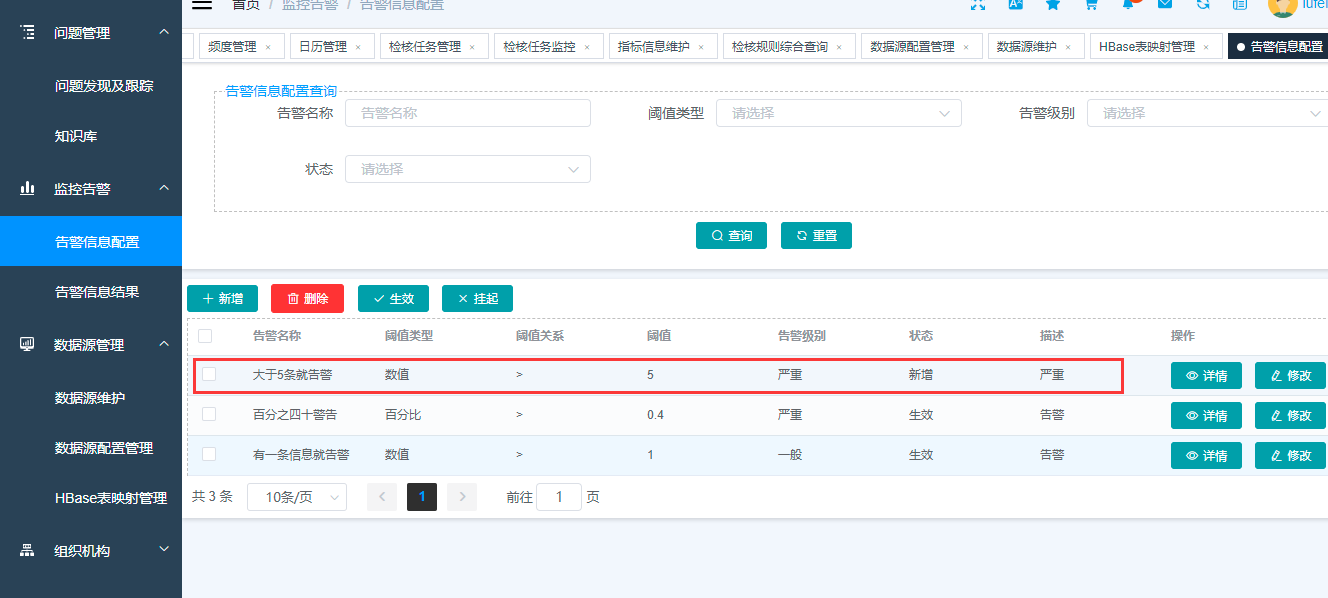 首页 / 监控告警 / 告警信息配置
lufei
频度管理 × 日历管理 × 检核任务管理 × 检核任务监控 × 指标信息维护 × 检核规则综合查询 × 数据源配置管理 × 数据源维护 × HBase表映射管理 × 告警信息配置
问题管理
问题发现及跟踪
知识库
监控告警
告警信息配置
告警信息结果
数据源管理
数据源维护
数据源配置管理
HBase表映射管理
组织机构
告警信息配置查询
告警名称 告警名称 阈值类型 请选择 告警级别 请选择
状态 请选择
查询 重置
新增 删除 生效 挂起
告警名称 阈值类型 阈值关系 阈值 告警级别 状态 描述 操作
大于5条就告警 数值 > 5 严重 新增 严重 详情 修改
百分之四十警告 百分比 > 0.4 严重 生效 告警 详情 修改
有一条信息就告警 数值 > 1 一般 生效 告警 详情 修改
共 3 条 10条/页 < 1 > 前往 1 页